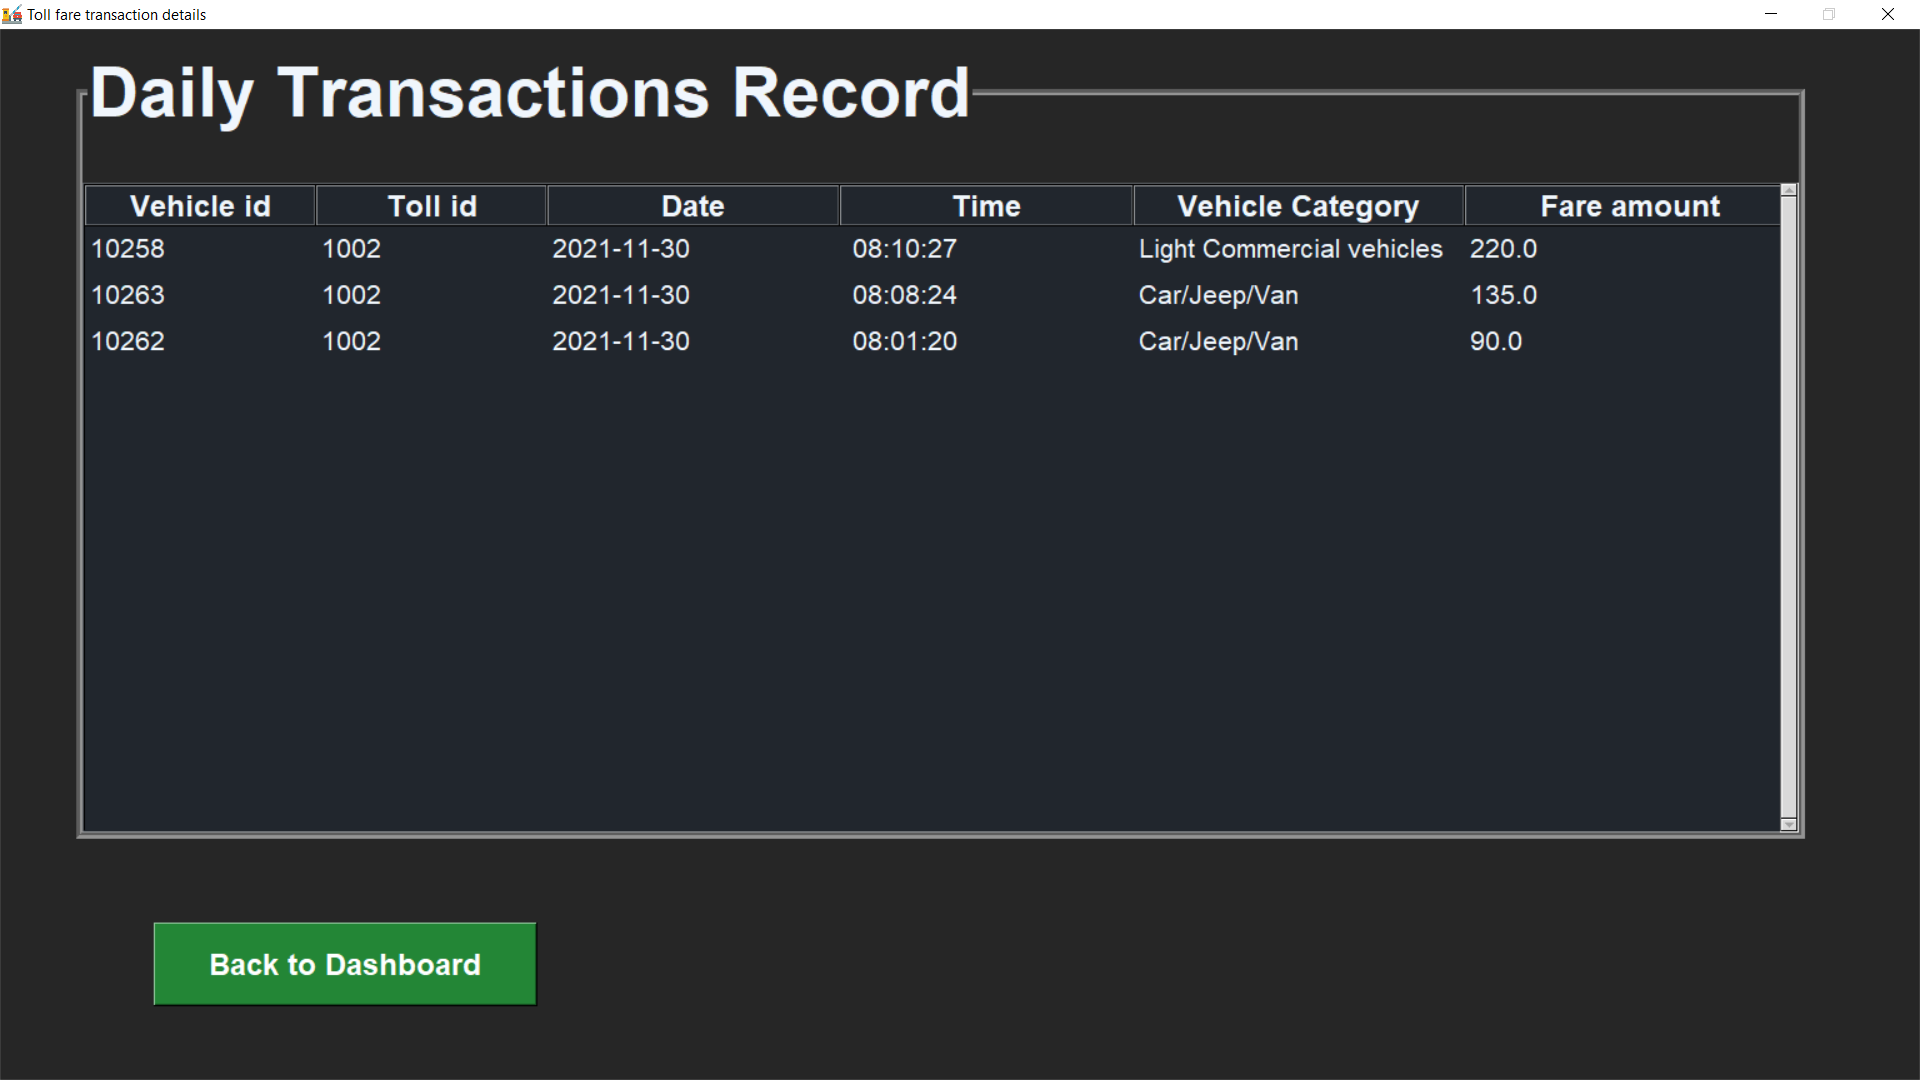 Toll fare transaction details
Daily Transactions Record
Vehicle id Toll id Date Time Vehicle Category Fare amount
10258 1002 2021-11-30 08:10:27 Light Commercial vehicles 220.0
10263 1002 2021-11-30 08:08:24 Car/Jeep/Van 135.0
10262 1002 2021-11-30 08:01:20 Car/Jeep/Van 90.0
Back to Dashboard